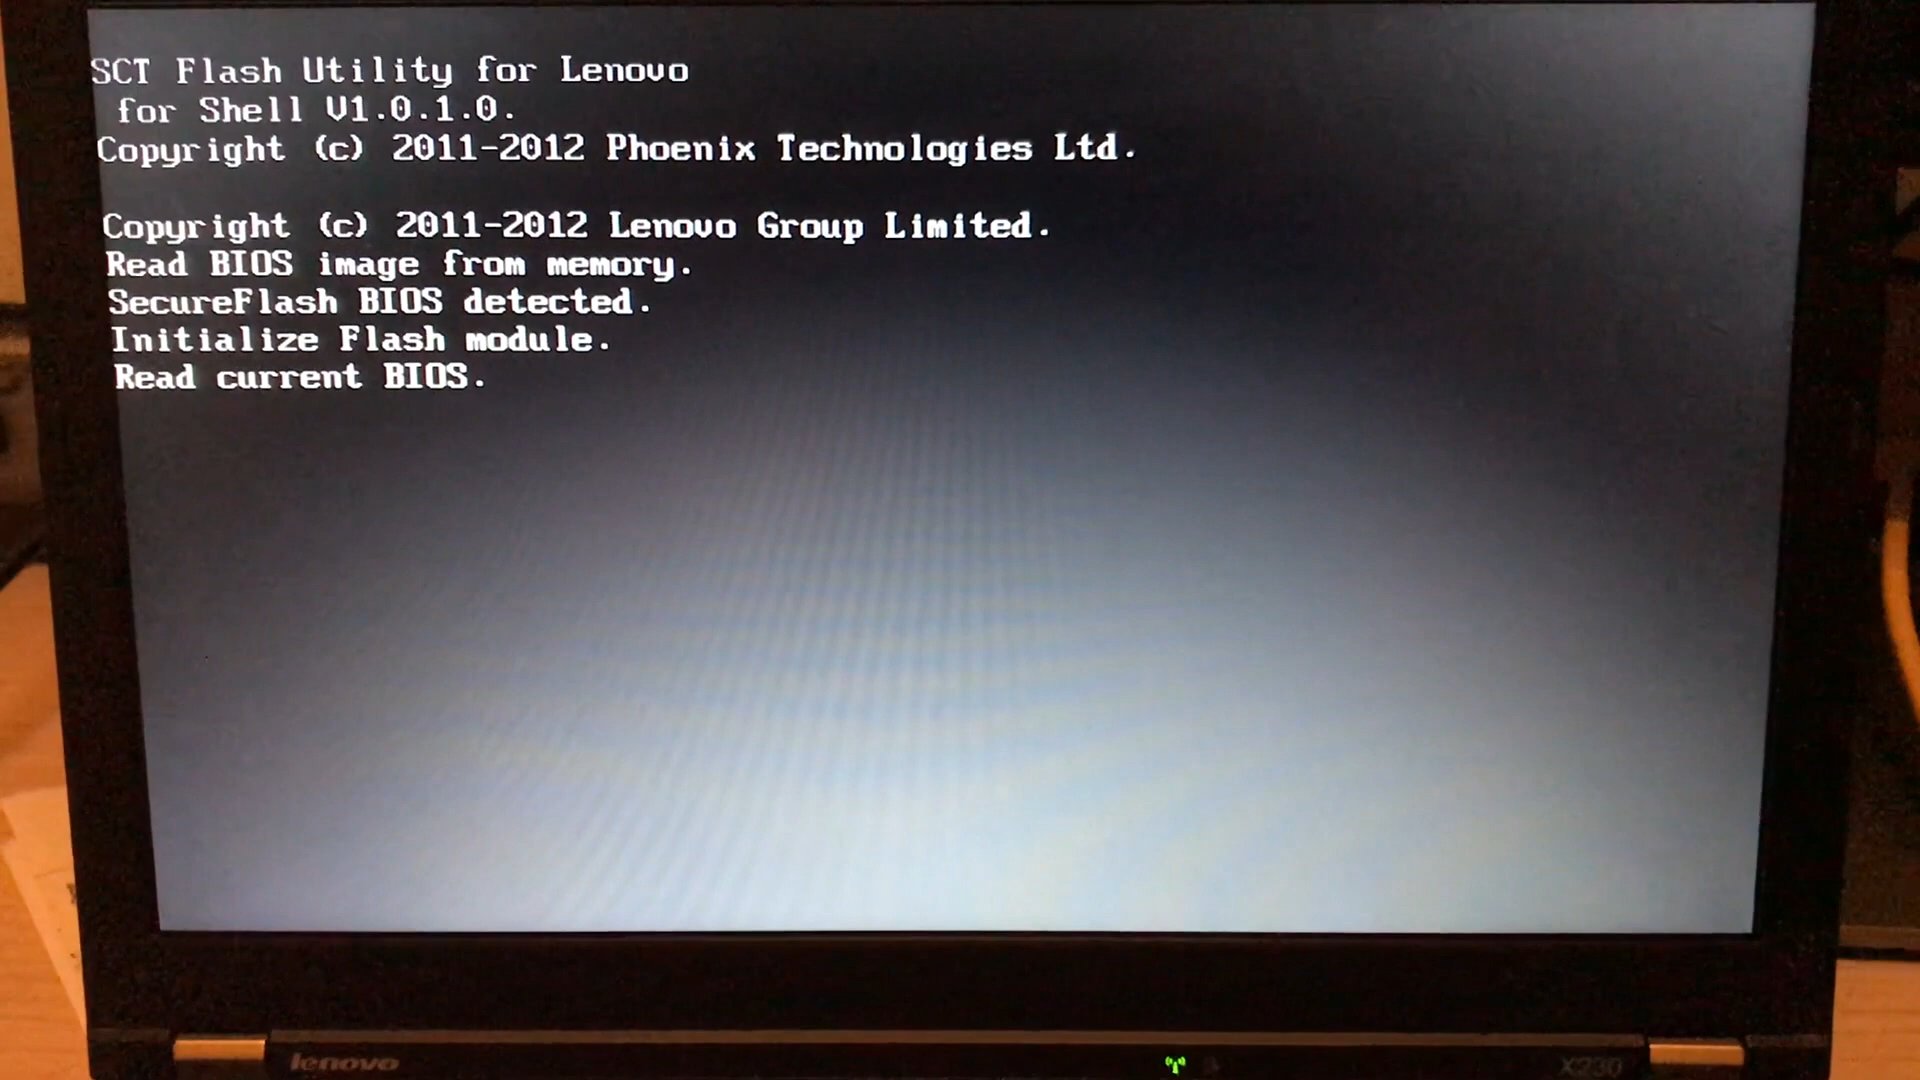 SCT Flash Utility for Lenovo
for Shell V1.0.1.0.
Copyright (c) 2011-2012 Phoenix Technologies Ltd.
Copyright (c) 2011-2012 Lenovo Group Limited.
Read BIOS image from memory.
SecureFlash BIOS detected.
Initialize Flash module.
Read current BIOS.
lenovo
X230